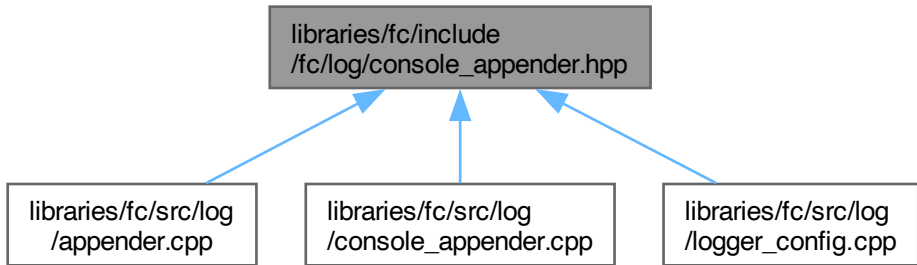 libraries/fc/include
/fc/log/console_appender.hpp
libraries/fc/src/log
/appender.cpp
libraries/fc/src/log
/console_appender.cpp
libraries/fc/src/log
/logger_config.cpp